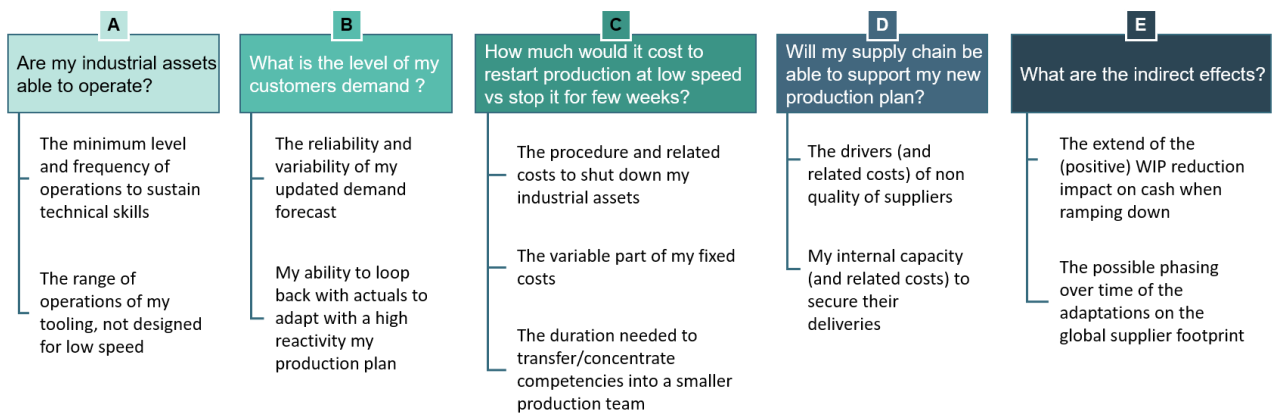 A
Are my industrial assets
able to operate?
The minimum level
and frequency of
operations to sustain
technical skills
The range of
operations of my
tooling, not designed
for low speed
B
What is the level of my
customers demand ?
The reliability and
variability of my
updated demand
forecast
My ability to loop
back with actuals to
adapt with a high
reactivity my
production plan
C
How much would it cost to
restart production at low speed
vs stop it for few weeks?
The procedure and related
costs to shut down my
industrial assets
The variable part of my fixed
costs
The duration needed to
transfer/concentrate
competencies into a smaller
production team
D
Will my supply chain be
able to support my new
production plan?
The drivers (and
related costs) of non
quality of suppliers
My internal capacity
(and related costs) to
secure their
deliveries
E
What are the indirect effects?
The extend of the
(positive) WIP reduction
impact on cash when
ramping down
The possible phasing
over time of the
adaptations on the
global supplier footprint